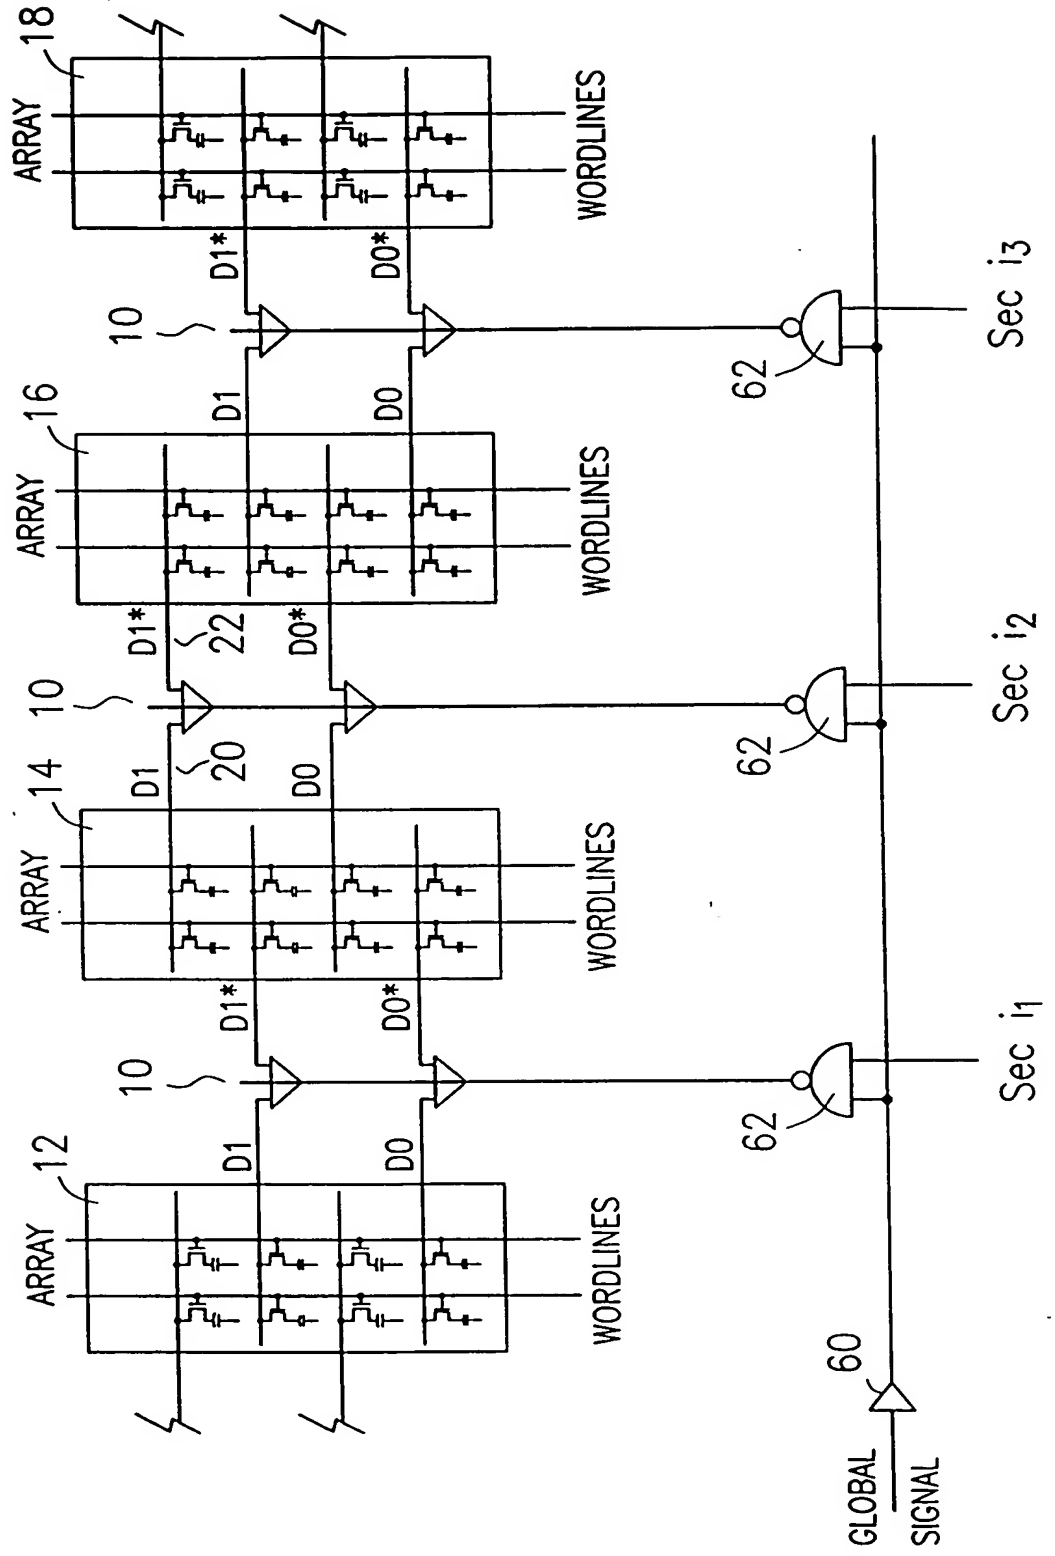 ARRAY 12
ARRAY 14
ARRAY 16
ARRAY 18
10
10
10
D1
D1*
D1
D1*
D1
D1*
20
22
D0
D0*
D0
D0*
D0
D0*
WORDLINES
WORDLINES
WORDLINES
WORDLINES
62
62
62
GLOBAL
SIGNAL
60
Sec i1
Sec i2
Sec i3